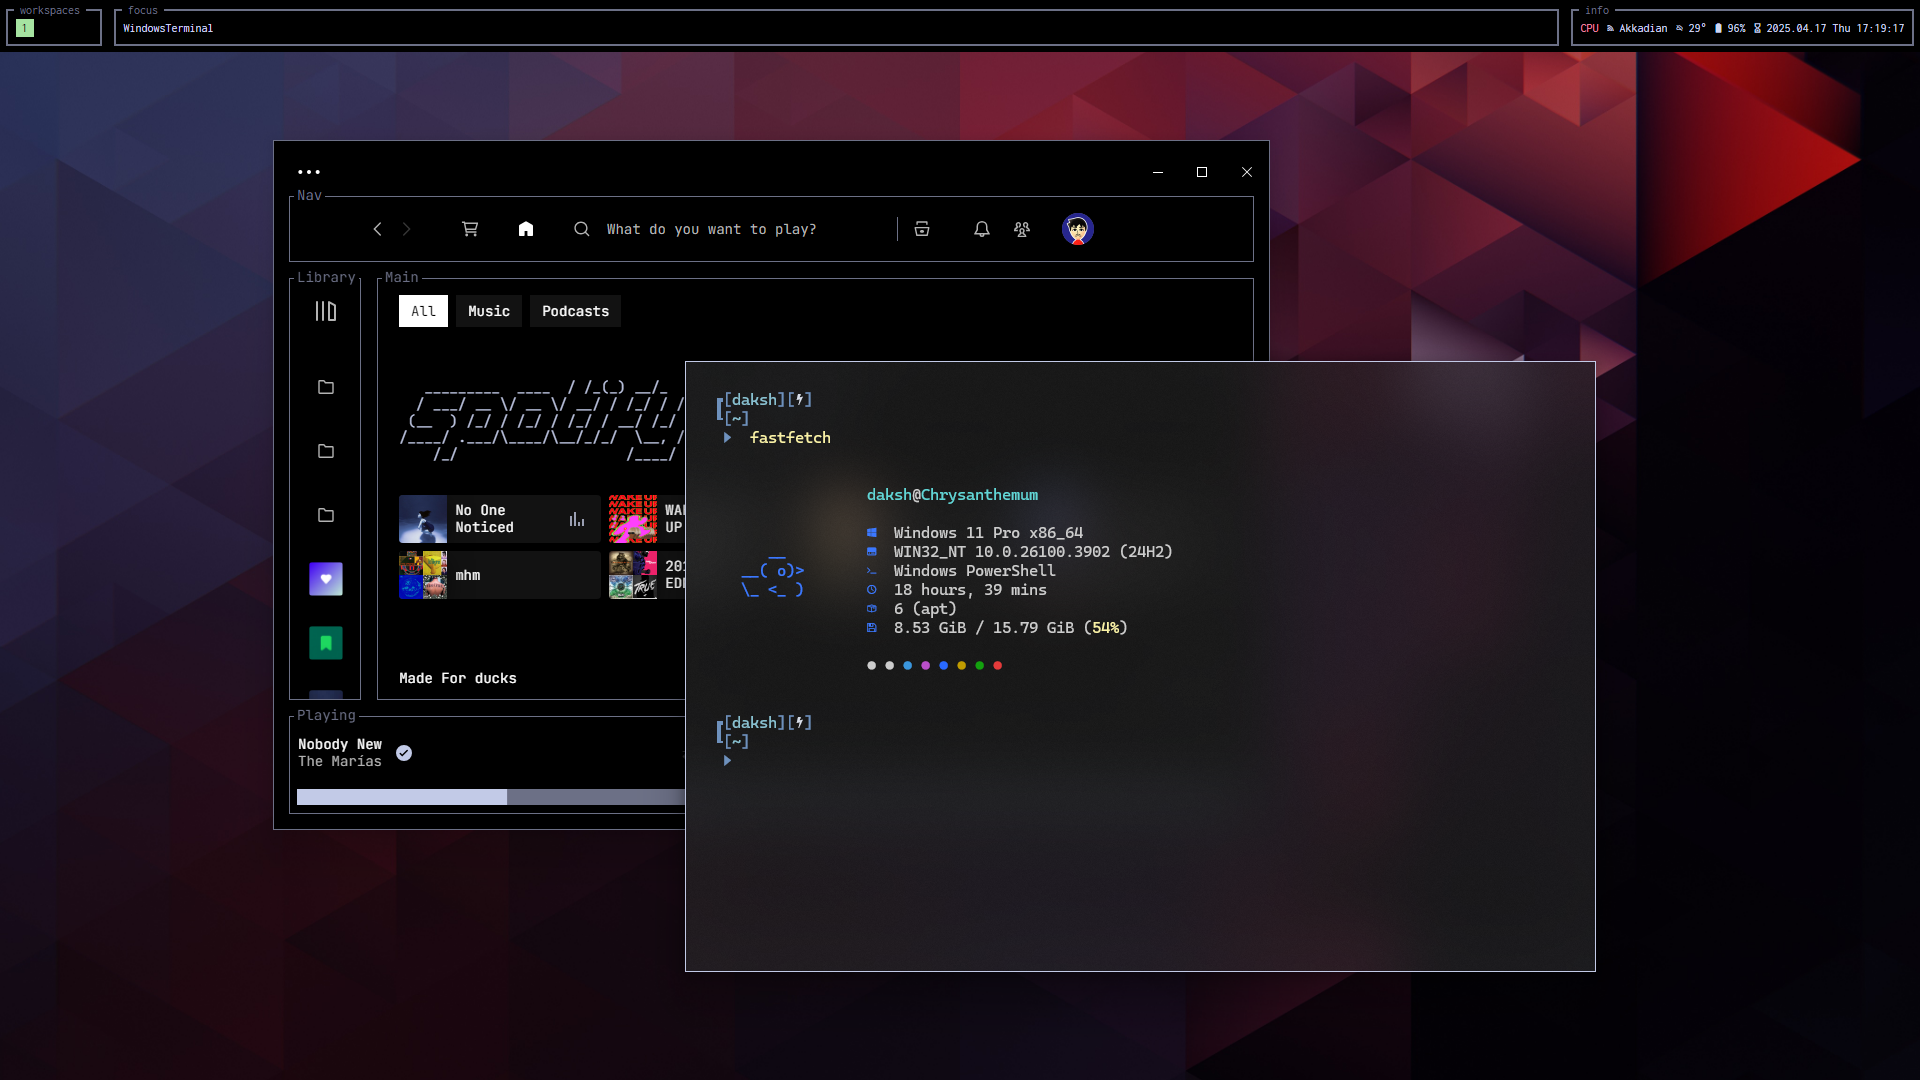 workspaces
1
focus
WindowsTerminal
info
CPU Akkadian 29° 96% 2025.04.17 Thu 17:19:17
Nav
What do you want to play?
Library
Main
All Music Podcasts
No One Noticed
WAKE UP
mhm
Made For ducks
Playing
Nobody New
The Marías
[daksh][⚡]
[~]
fastfetch
daksh@Chrysanthemum
Windows 11 Pro x86_64
WIN32_NT 10.0.26100.3902 (24H2)
Windows PowerShell
18 hours, 39 mins
6 (apt)
8.53 GiB / 15.79 GiB (54%)
[daksh][⚡]
[~]